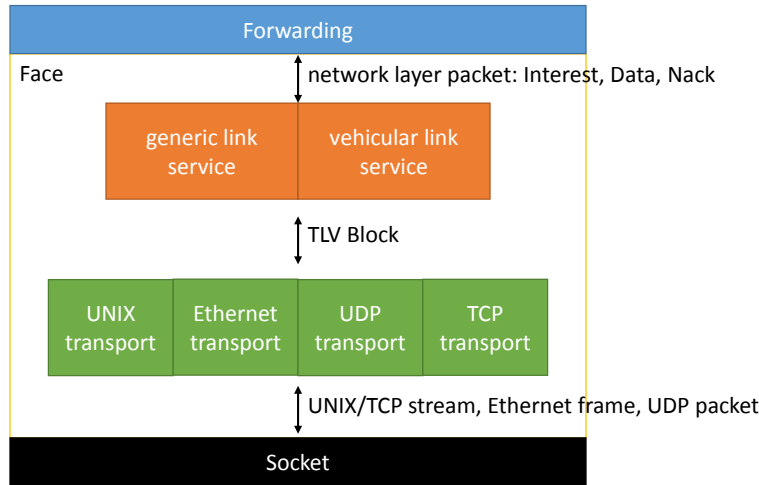 Forwarding
Face
network layer packet: Interest, Data, Nack
generic link
service
vehicular link
service
TLV Block
UNIX
transport
Ethernet
transport
UDP
transport
TCP
transport
UNIX/TCP stream, Ethernet frame, UDP packet
Socket